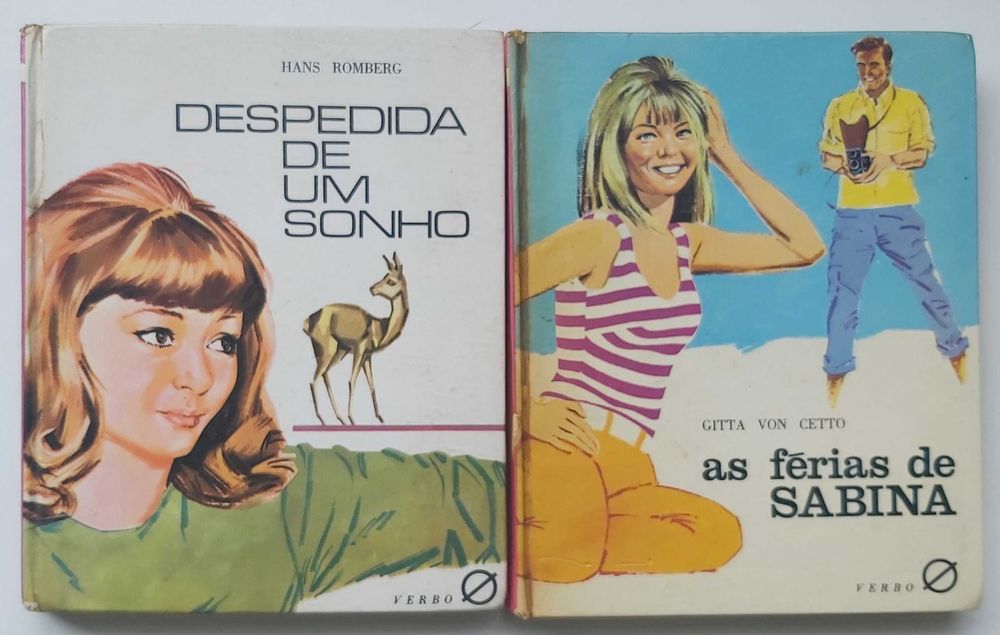 HANS ROMBERG
DESPEDIDA
DE
UM
SONHO
VERBO
GITTA VON CETTO
as férias de
SABINA
VERBO